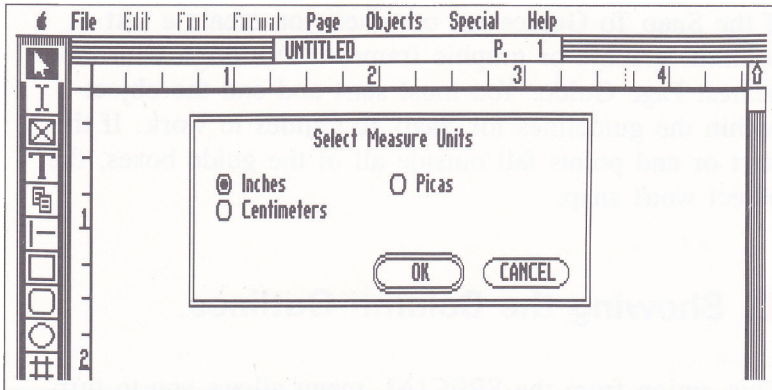 File Edit Font Format Page Objects Special Help
UNTITLED P. 1
1 2 3 4
Select Measure Units
Inches Picas
Centimeters
1
OK CANCEL
2